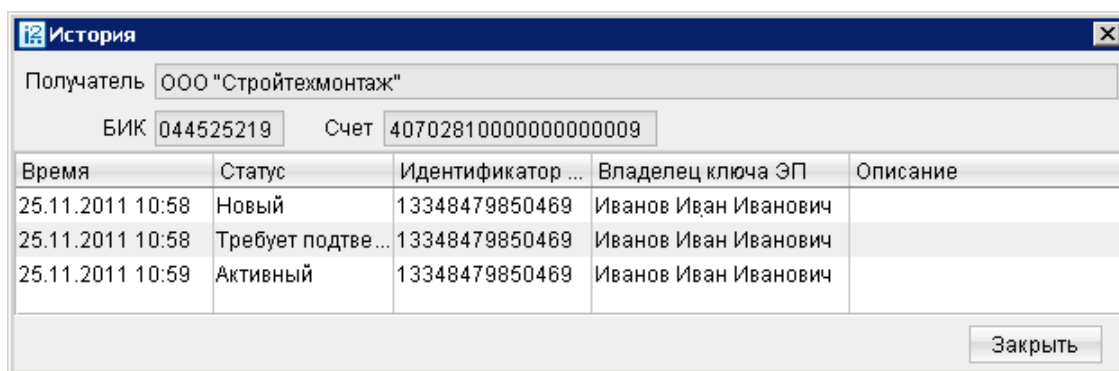 История
Получатель ООО "Стройтехмонтаж"
БИК 044525219 Счет 40702810000000000009
Время Статус Идентификатор ... Владелец ключа ЭП Описание
25.11.2011 10:58 Новый 13348479850469 Иванов Иван Иванович
25.11.2011 10:58 Требует подтве... 13348479850469 Иванов Иван Иванович
25.11.2011 10:59 Активный 13348479850469 Иванов Иван Иванович
Закрыть